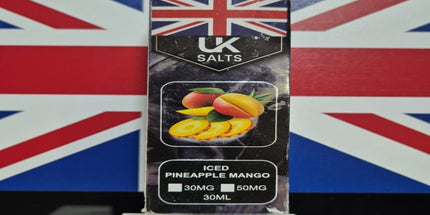 UK
SALTS
ICED
PINEAPPLE MANGO
30MG 50MG
30ML